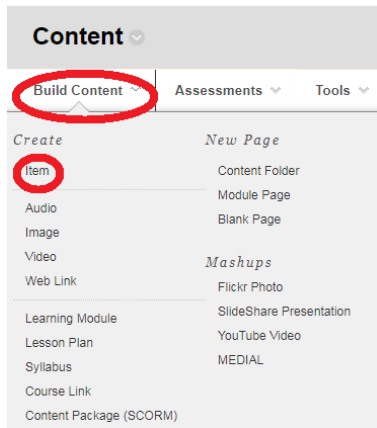 Content
Build Content Assessments Tools
Create
Item
Audio
Image
Video
Web Link
Learning Module
Lesson Plan
Syllabus
Course Link
Content Package (SCORM)
New Page
Content Folder
Module Page
Blank Page
Mashups
Flickr Photo
SlideShare Presentation
YouTube Video
MEDIAL